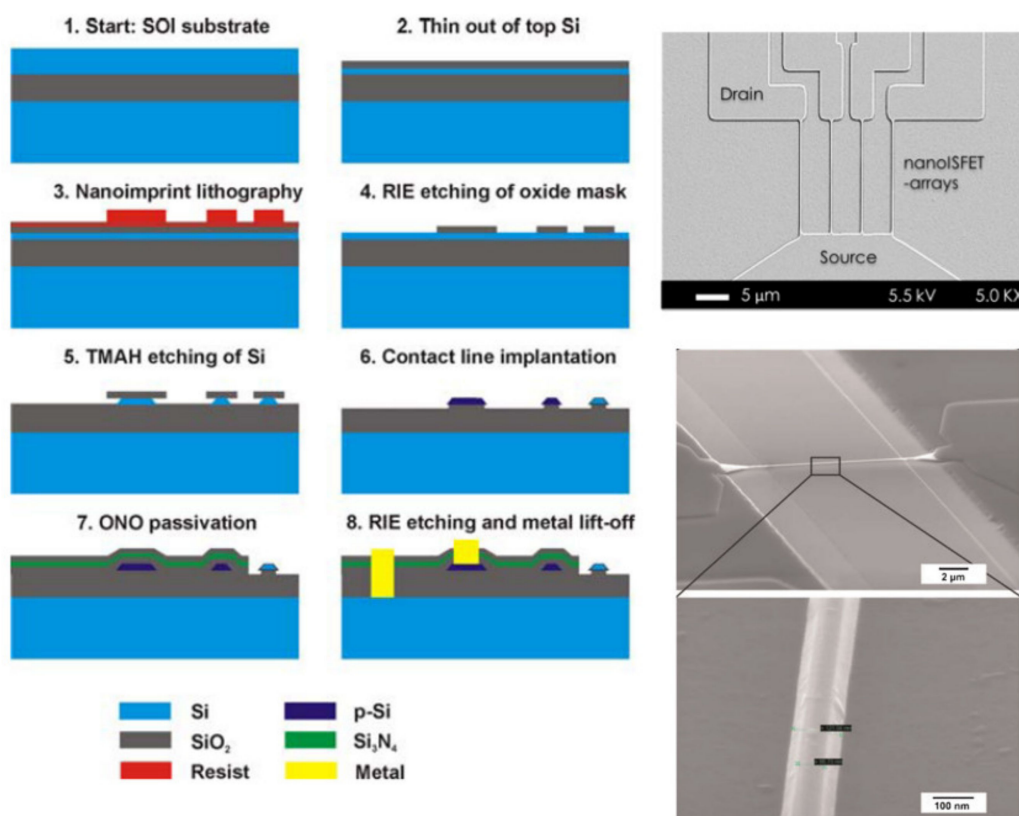 1. Start: SOI substrate
2. Thin out of top Si
3. Nanoimprint lithography
4. RIE etching of oxide mask
5. TMAH etching of Si
6. Contact line implantation
7. ONO passivation
8. RIE etching and metal lift-off
Si
p-Si
SiO₂
Si₃N₄
Resist
Metal
Drain
nanoISFET
-arrays
Source
5 µm
5.5 kV
5.0 KX
2 µm
100 nm